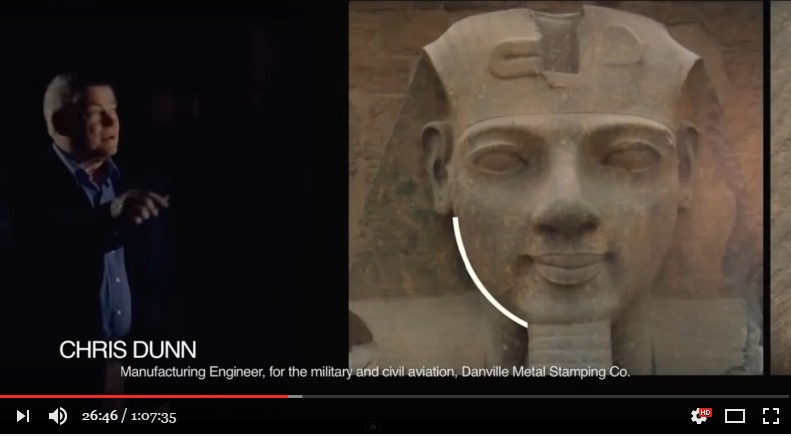 CHRIS DUNN
Manufacturing Engineer, for the military and civil aviation, Danville Metal Stamping Co.
26:46 / 1:07:35
HD